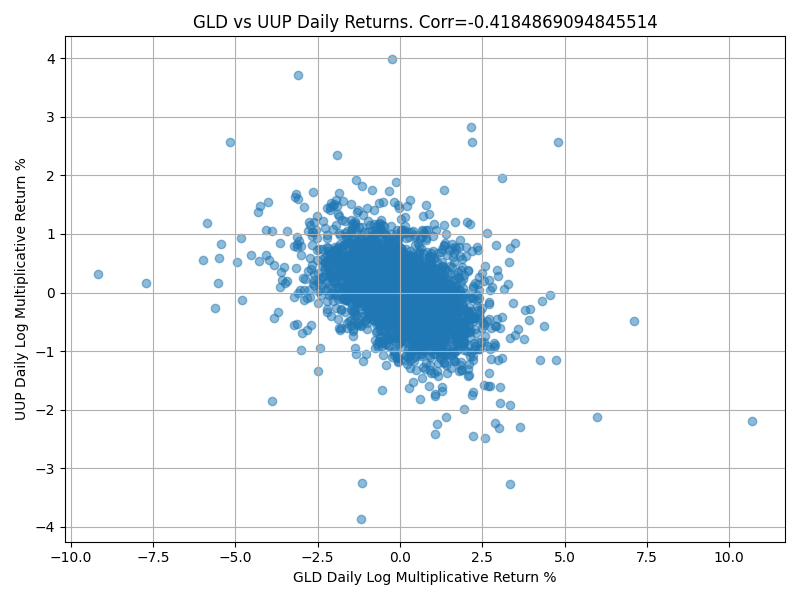 GLD vs UUP Daily Returns. Corr=-0.4184869094845514
4
3
2
1
0
−1
−2
−3
−4
UUP Daily Log Multiplicative Return %
−10.0 −7.5 −5.0 −2.5 0.0 2.5 5.0 7.5 10.0
GLD Daily Log Multiplicative Return %